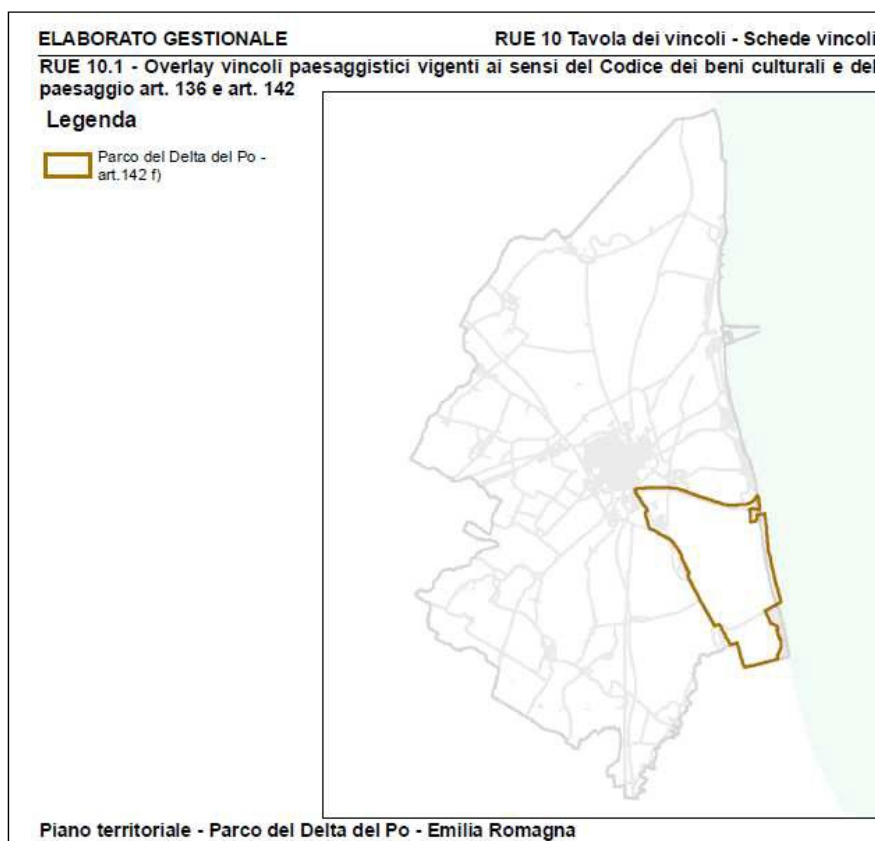 ELABORATO GESTIONALE RUE 10 Tavola dei vincoli - Schede vincoli
RUE 10.1 - Overlay vincoli paesaggistici vigenti ai sensi del Codice dei beni culturali e del
paesaggio art. 136 e art. 142
Legenda
Parco del Delta del Po -
art.142 f)
Piano territoriale - Parco del Delta del Po - Emilia Romagna